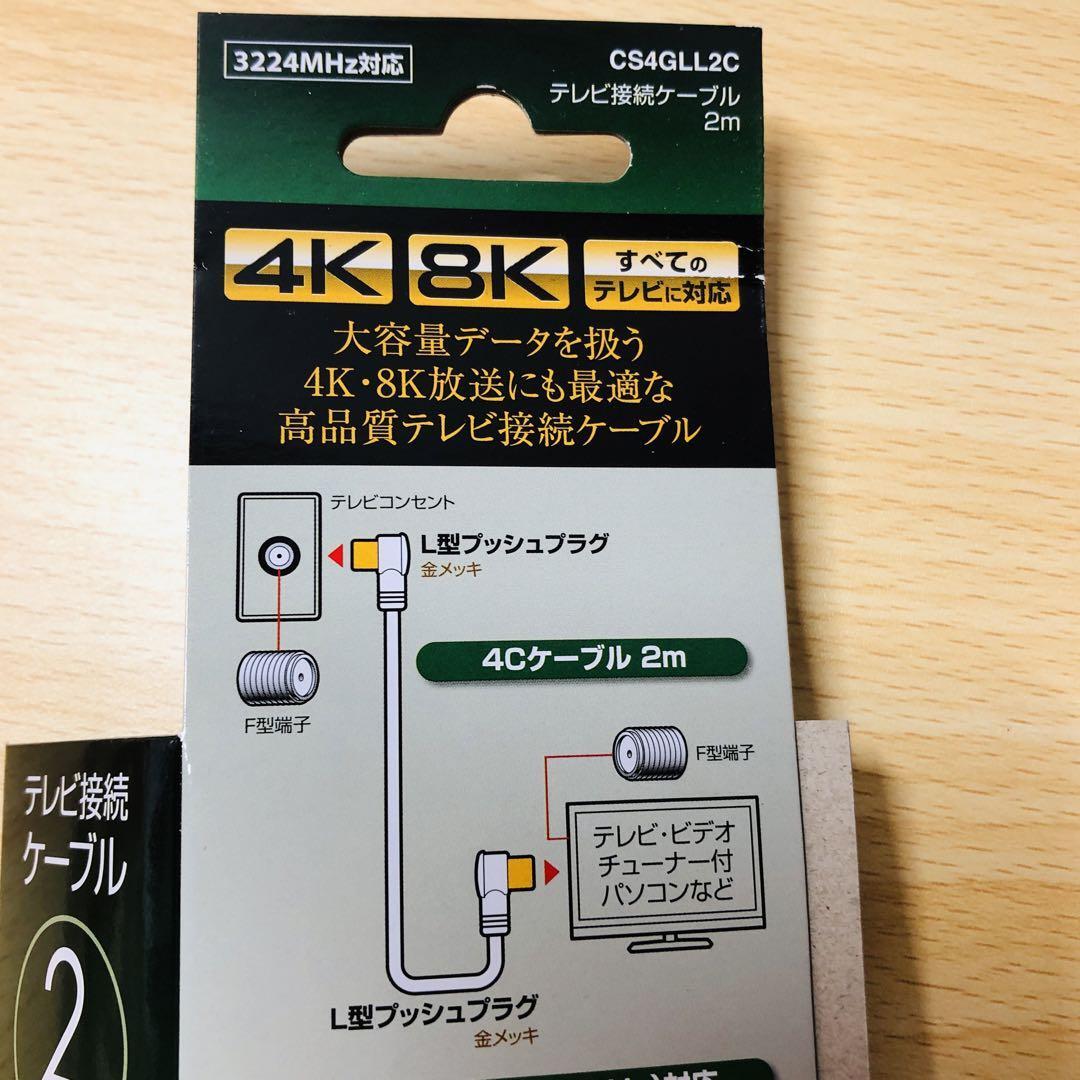 3224MHz対応
CS4GLL2C
テレビ接続ケーブル
2m
4K
8K
すべての
テレビに対応
大容量データを扱う
4K・8K放送にも最適な
高品質テレビ接続ケーブル
テレビコンセント
L型プッシュプラグ
金メッキ
4Cケーブル 2m
F型端子
F型端子
テレビ・ビデオ
チューナー付
パソコンなど
L型プッシュプラグ
金メッキ
対応
テレビ接続
ケーブル
2